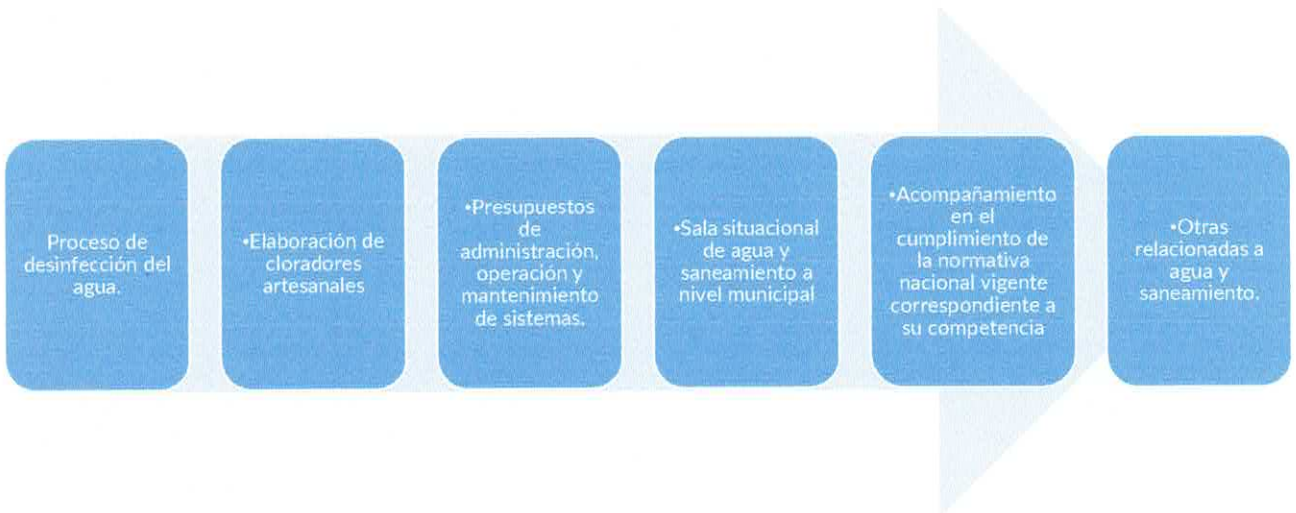 Proceso de
desinfección del
agua.
•Elaboración de
cloradores
artesanales
•Presupuestos
de
administración,
operación y
mantenimiento
de sistemas.
•Sala situacional
de agua y
saneamiento a
nivel municipal
•Acompañamiento
en el
cumplimiento de
la normativa
nacional vigente
correspondiente a
su competencia
•Otras
relacionadas a
agua y
saneamiento.